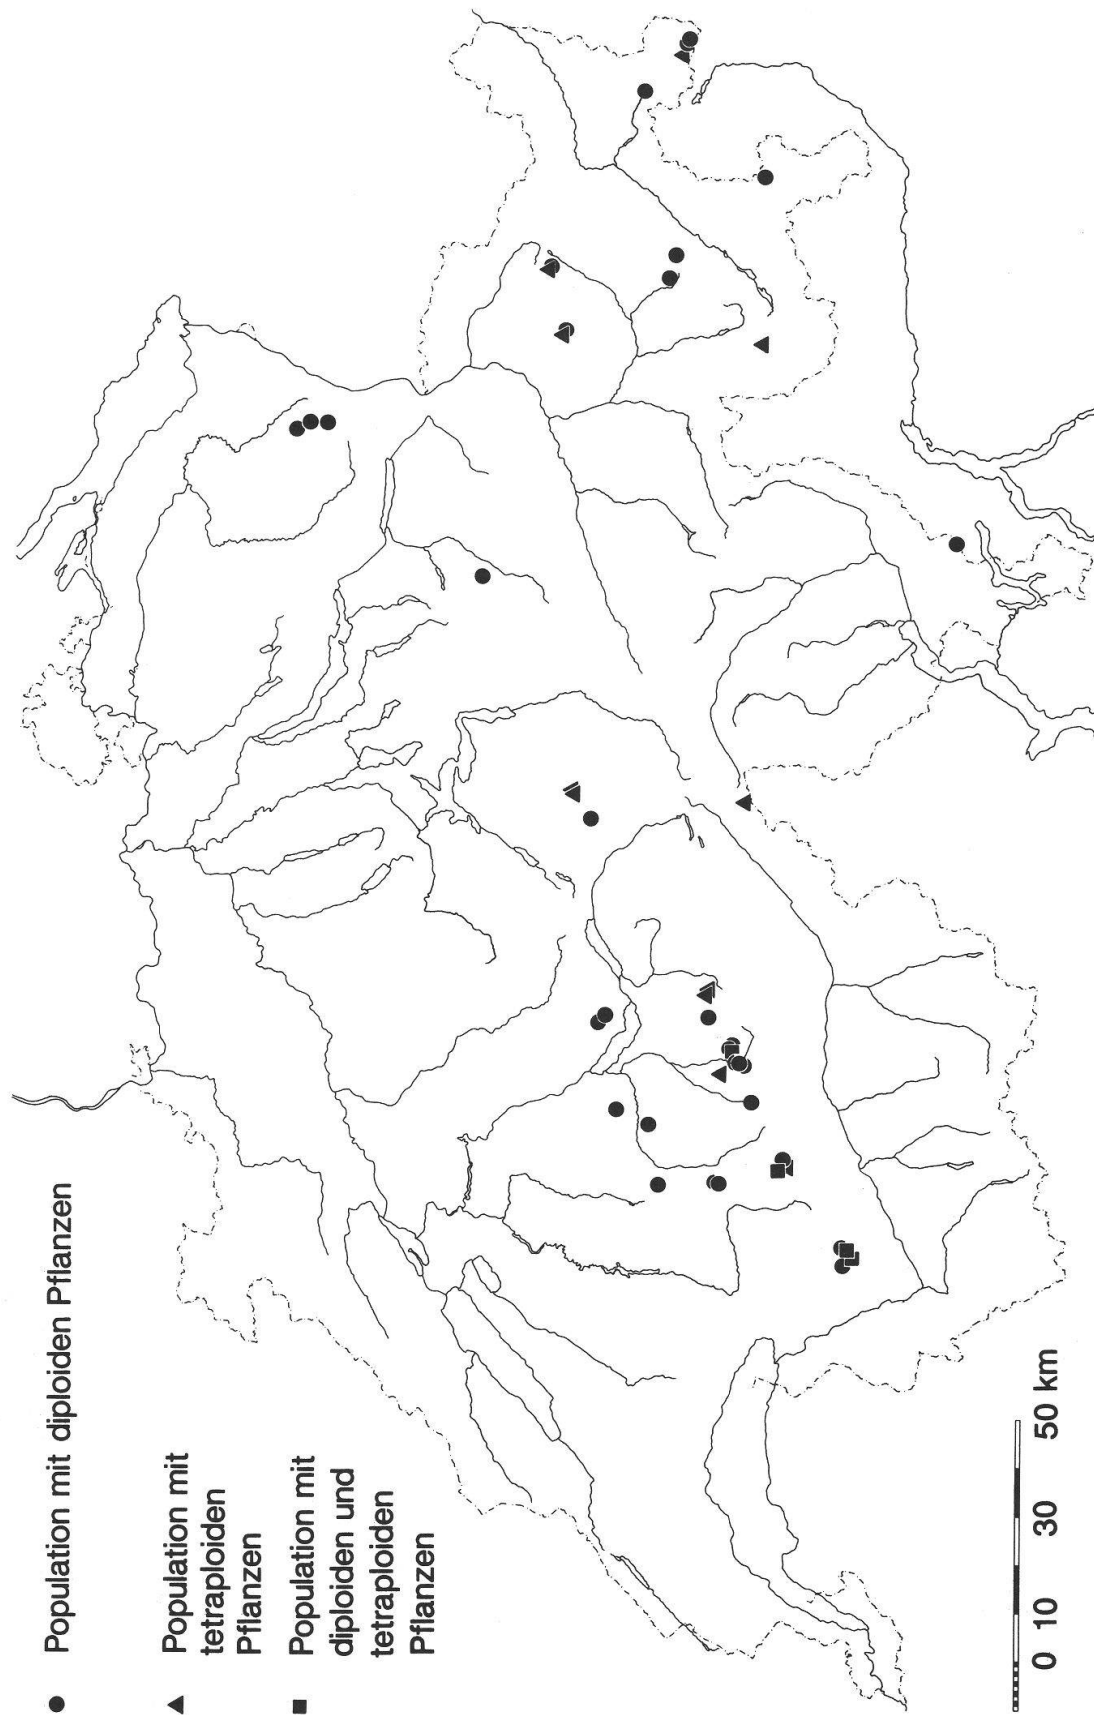 Population mit diploiden Pflanzen
Population mit
tetraploiden
Pflanzen
Population mit
diploiden und
tetraploiden
Pflanzen
0 10 30 50 km